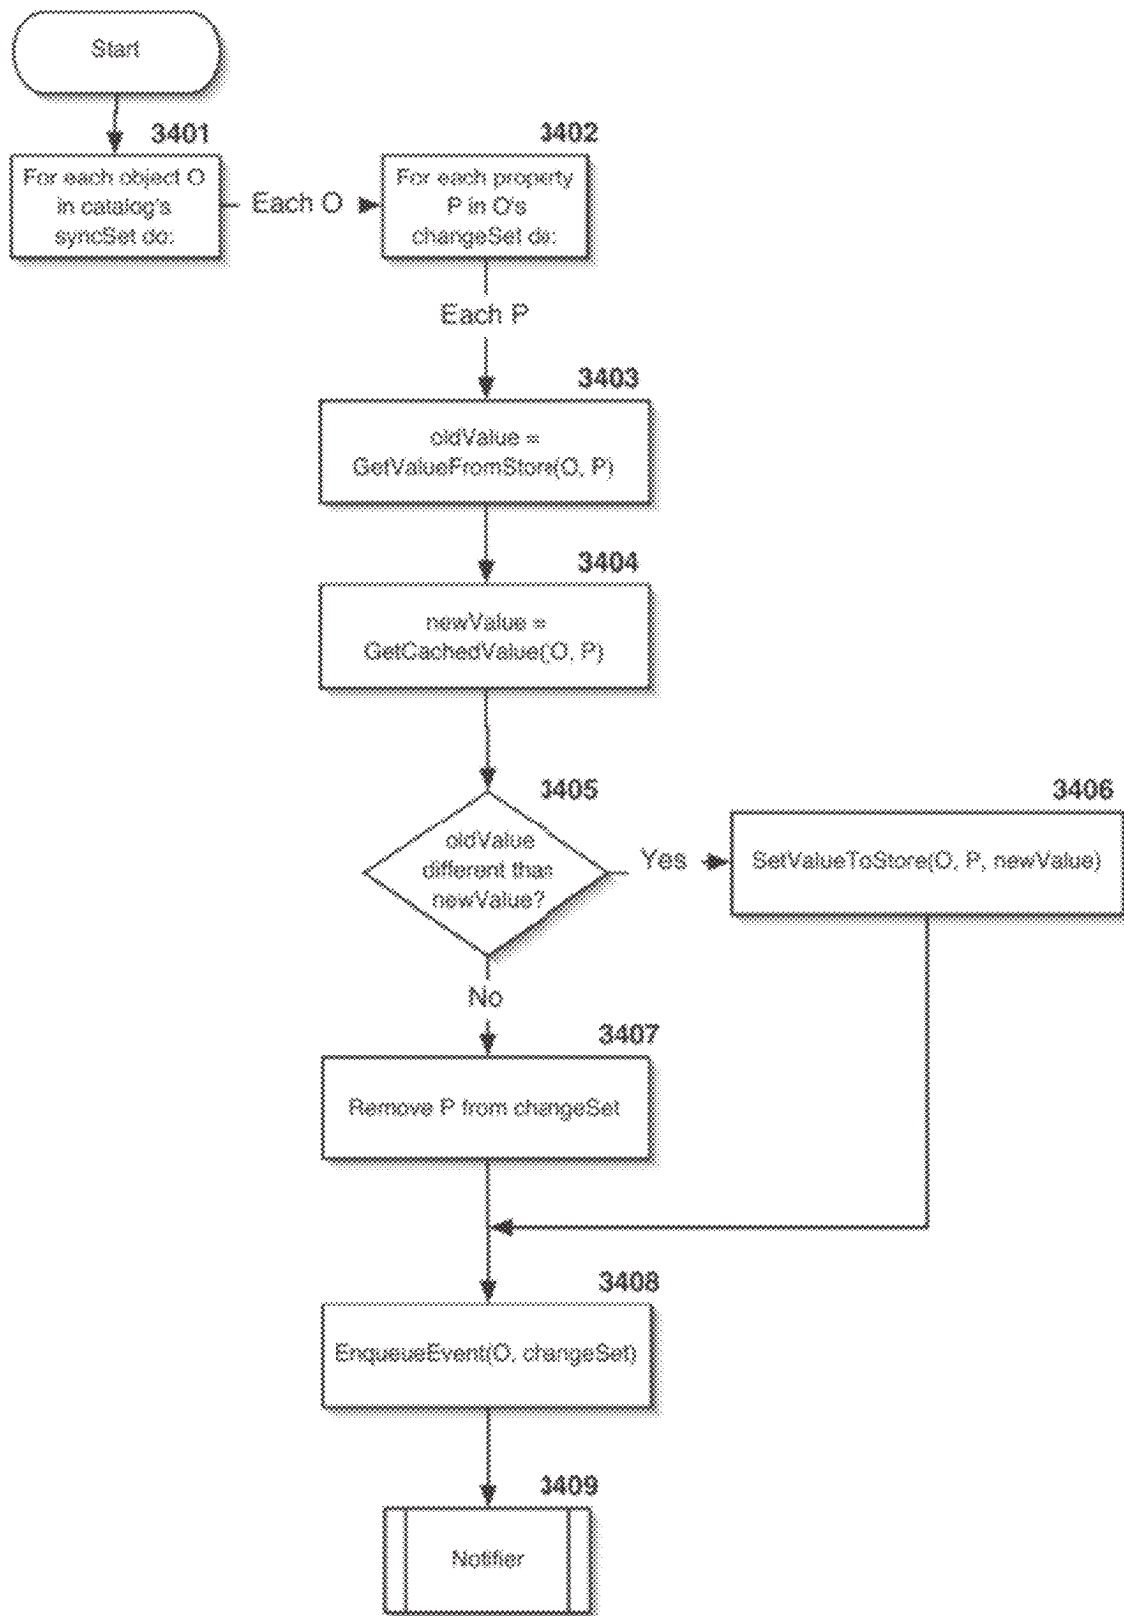 Start
3401
For each object O
in catalog's
syncSet do:
Each O
3402
For each property
P in O's
changeSet do:
Each P
3403
oldValue =
GetValueFromStore(O, P)
3404
newValue =
GetCachedValue(O, P)
3405
oldValue
different than
newValue?
Yes
3406
SetValueToStore(O, P, newValue)
No
3407
Remove P from changeSet
3408
EnqueueEvent(O, changeSet)
3409
Notifier